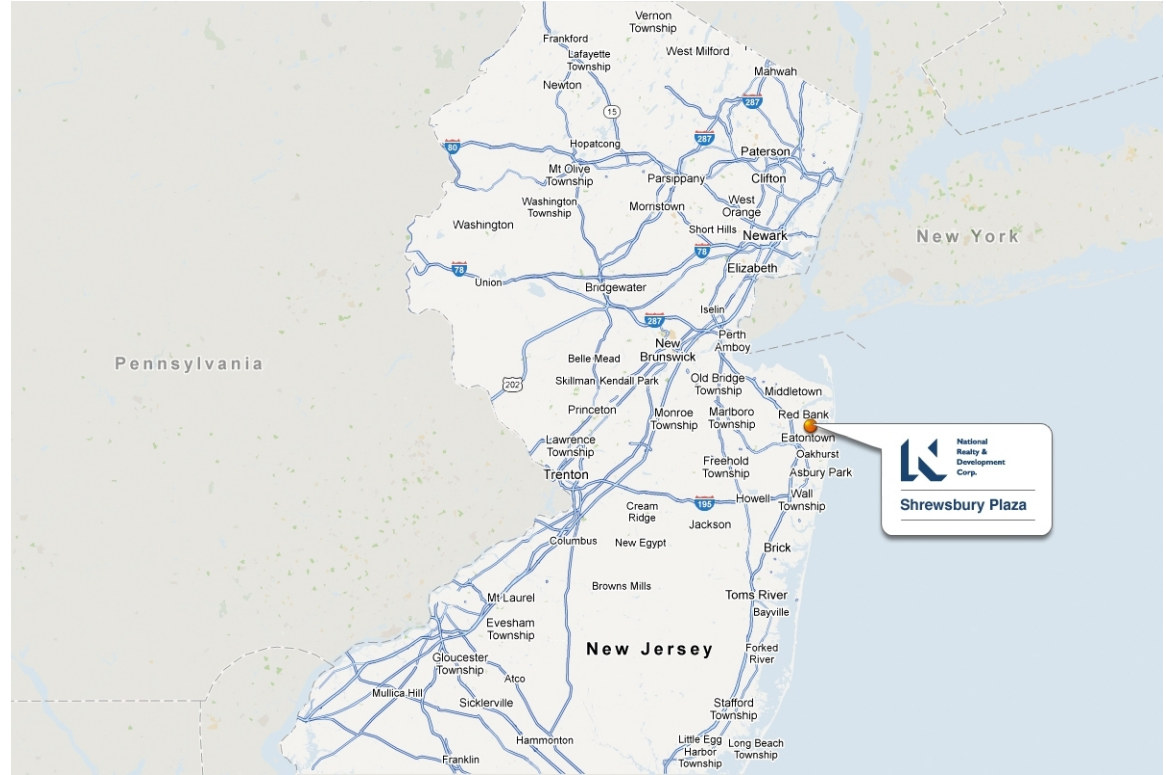 Vernon
Township
Frankford
Lafayette
Township
West Milford
Mahwah
Newton
287
15
287
80
Hopatcong
Paterson
Mt Olive
Township
Parsippany
Clifton
Washington
Township
Morristown
West
Orange
Washington
Short Hills
Newark
New York
78
78
Elizabeth
Union
Bridgewater
Iselin
287
Perth
Amboy
New
Brunswick
Pennsylvania
Belle Mead
202
Skillman
Kendall Park
Old Bridge
Township
Middletown
Princeton
Monroe
Township
Marlboro
Township
Red Bank
Eatontown
Lawrence
Township
Oakhurst
Freehold
Township
Asbury Park
Trenton
National
Realty &
Development
Corp.
Shrewsbury Plaza
195
Howell
Wall
Township
Cream
Ridge
Jackson
Columbus
New Egypt
Brick
Browns Mills
Toms River
Mt Laurel
Bayville
Evesham
Township
New Jersey
Forked
River
Gloucester
Township
Atco
Mullica Hill
Sicklerville
Stafford
Township
Hammonton
Little Egg
Harbor
Township
Long Beach
Township
Franklin